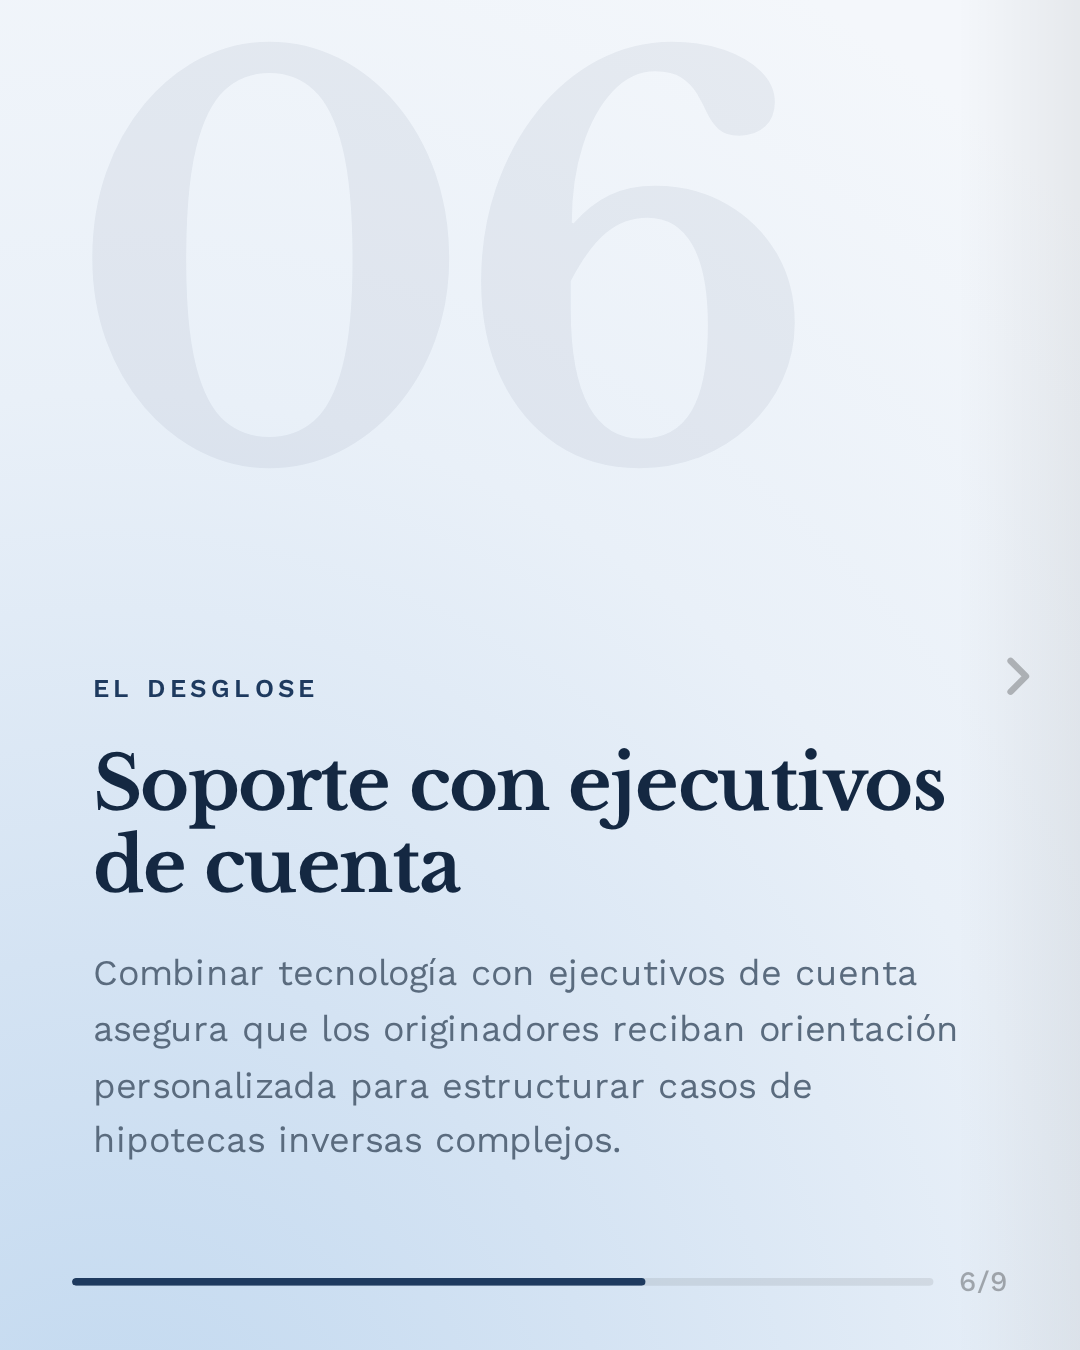 06
EL DESGLOSE
Soporte con ejecutivos
de cuenta
Combinar tecnología con ejecutivos de cuenta
asegura que los originadores reciban orientación
personalizada para estructurar casos de
hipotecas inversas complejos.
6/9